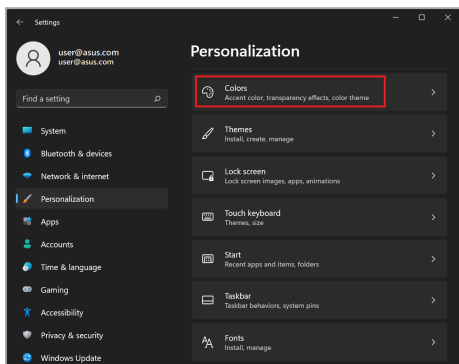 Settings
user@asus.com
user@asus.com
Find a setting
System
Bluetooth & devices
Network & internet
Personalization
Apps
Accounts
Time & language
Gaming
Accessibility
Privacy & security
Windows Update
Personalization
Colors
Accent color, transparency effects, color theme
Themes
Install, create, manage
Lock screen
Lock screen images, apps, animations
Touch keyboard
Themes, size
Start
Recent apps and items, folders
Taskbar
Taskbar behaviors, system pins
Fonts
Install, manage